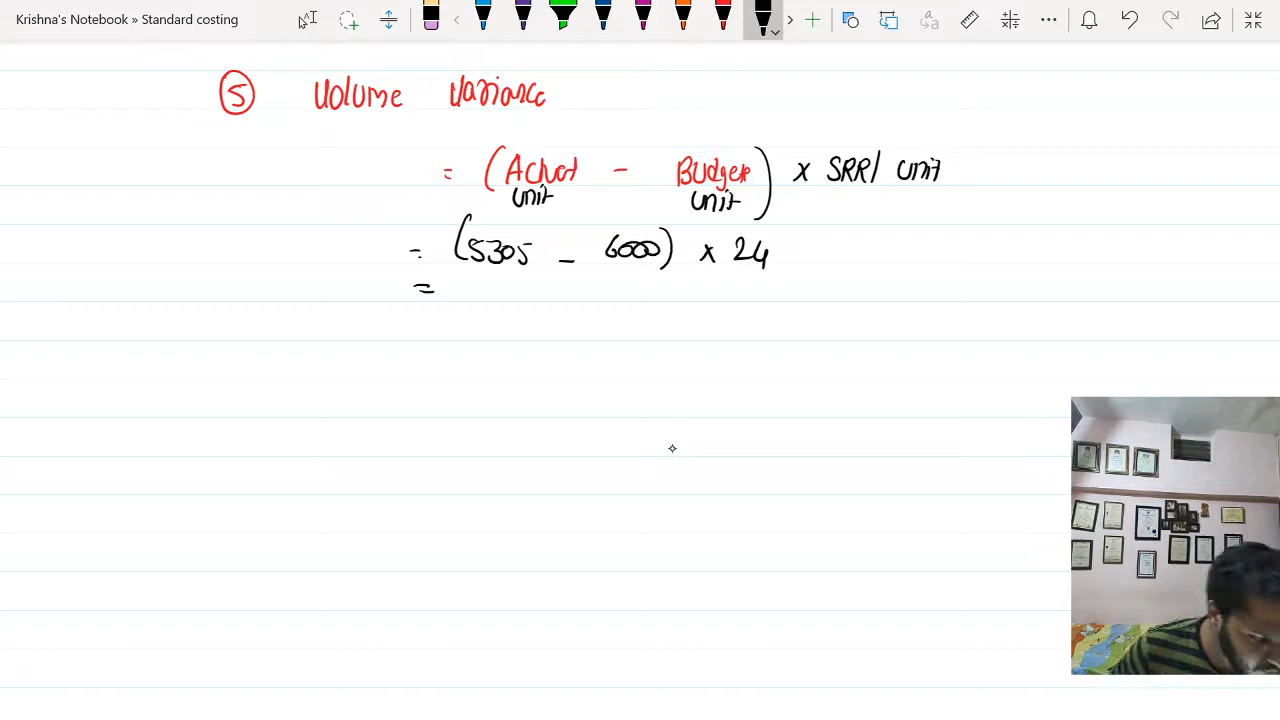 Krishna's Notebook » Standard costing
5 Volume Variance
= (Actual unit - Budget unit) x SRR/ unit
= (5305 - 6000) x 24
=